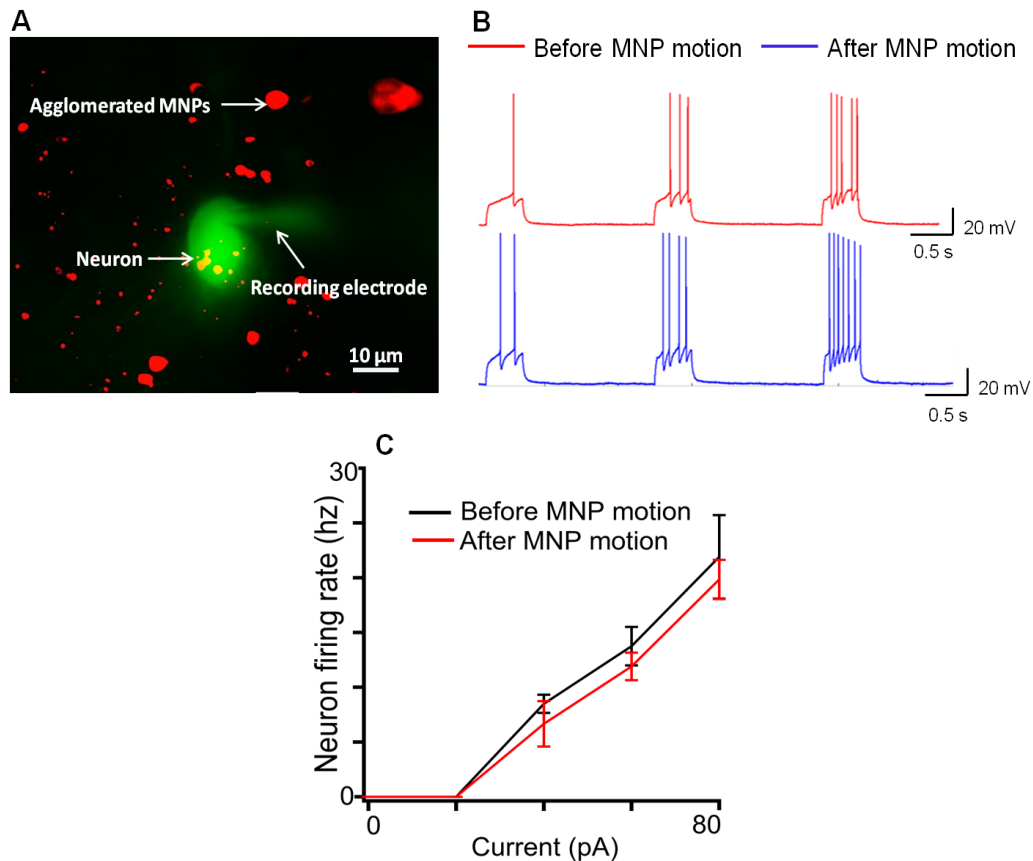 A
Agglomerated MNPs
Neuron
Recording electrode
10 µm
B
Before MNP motion
After MNP motion
20 mV
0.5 s
20 mV
0.5 s
C
30
Before MNP motion
After MNP motion
Neuron firing rate (hz)
0
0
80
Current (pA)